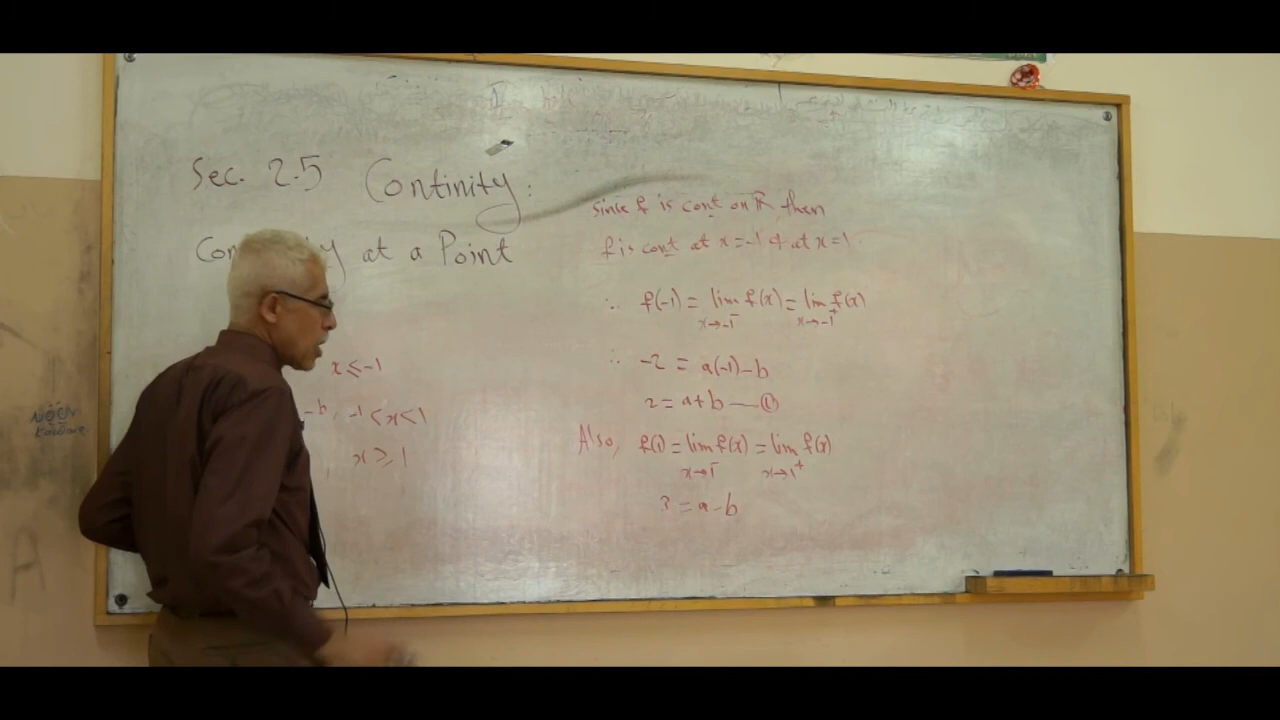 Sec. 2.5 Continity:
at a Point
x ≤ -1
-b, -1 < x < 1
x ≥ 1
since f is cont on ℝ, then
f is cont at x = -1 & at x = 1.
∴ f(-1) = lim x→-1⁻ f(x) = lim x→-1⁺ f(x)
∴ -2 = a(-1) - b
2 = a + b — ①
Also, f(1) = lim x→1⁻ f(x) = lim x→1⁺ f(x)
3 = a - b